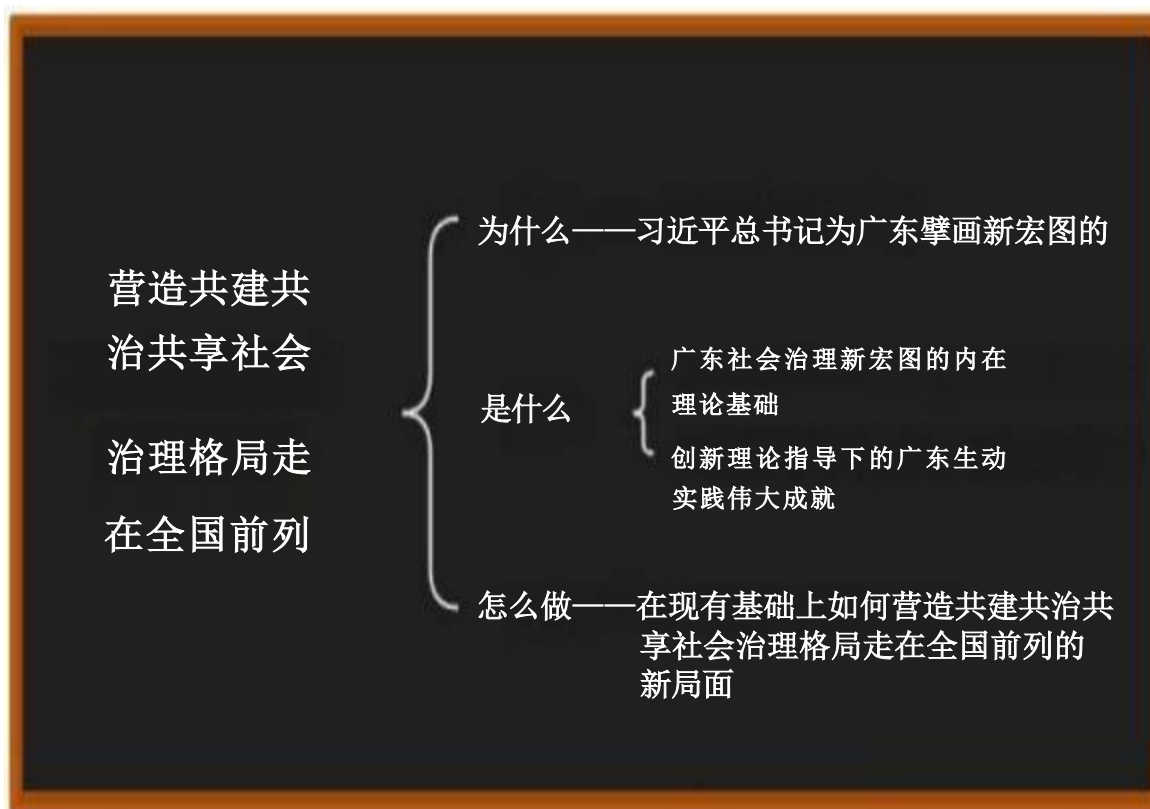 营造共建共
治共享社会
治理格局走
在全国前列
为什么——习近平总书记为广东擘画新宏图的
是什么
广东社会治理新宏图的内在
理论基础
创新理论指导下的广东生动
实践伟大成就
怎么做——在现有基础上如何营造共建共治共
享社会治理格局走在全国前列的
新局面